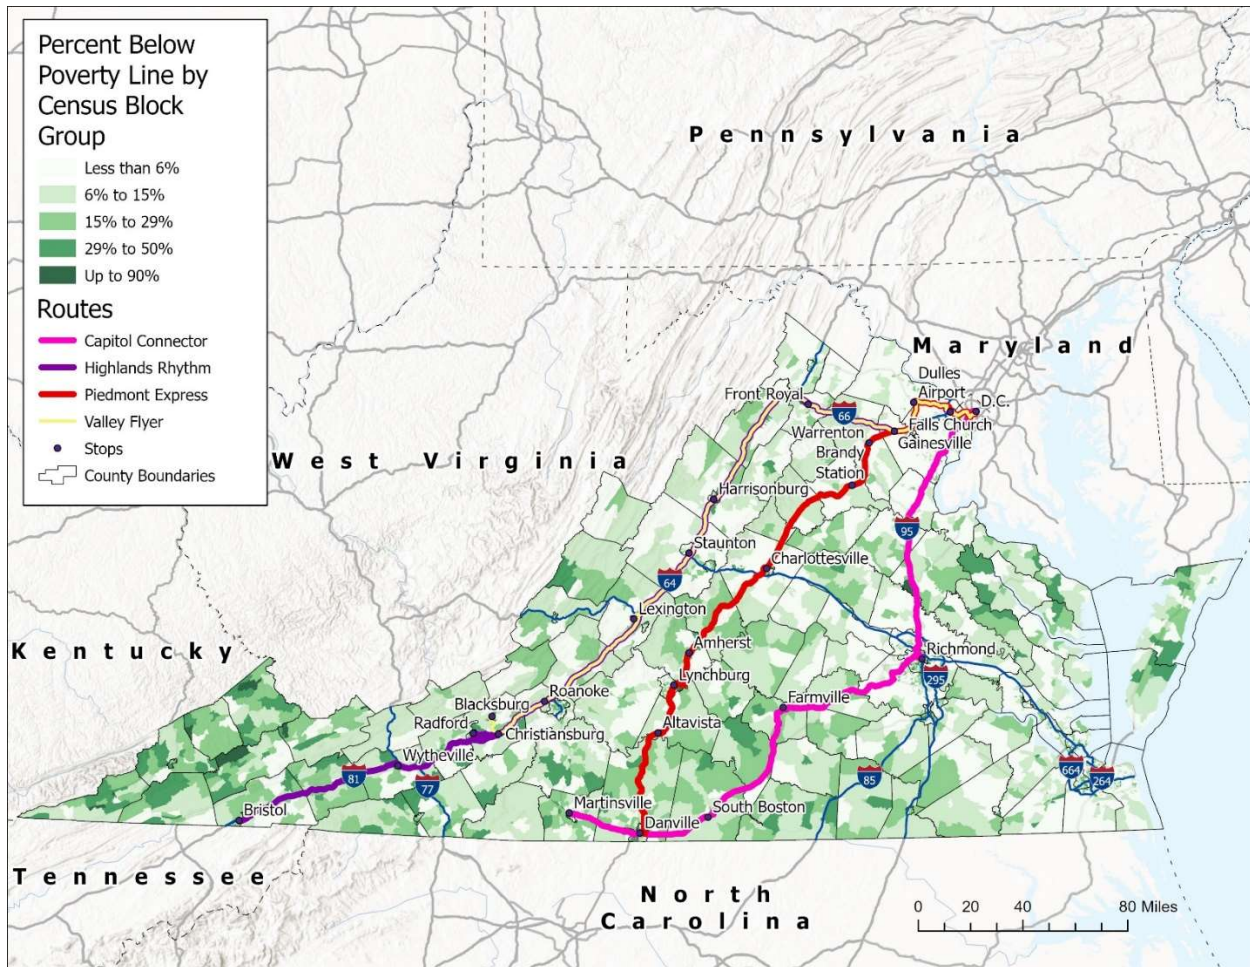 Percent Below
Poverty Line by
Census Block
Group
Less than 6%
6% to 15%
15% to 29%
29% to 50%
Up to 90%
Routes
Capitol Connector
Highlands Rhythm
Piedmont Express
Valley Flyer
Stops
County Boundaries
Pennsylvania
Maryland
Dulles
Airport
D.C.
Front Royal
66
Falls Church
Warrenton
Gainesville
Brandy
Station
West Virginia
Harrisonburg
95
Staunton
Charlottesville
64
Lexington
Kentucky
Amherst
Richmond
Lynchburg
295
Roanoke
Farmville
Blacksburg
Radford
Christiansburg
Altavista
Wytheville
81
77
85
664
264
Bristol
Martinsville
South Boston
Danville
Tennessee
North
Carolina
0 20 40 80 Miles